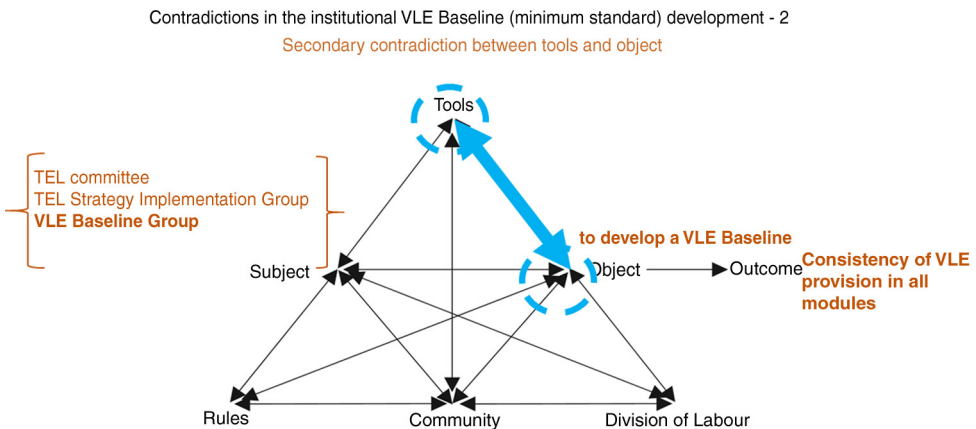 Contradictions in the institutional VLE Baseline (minimum standard) development - 2
Secondary contradiction between tools and object
Tools
TEL committee
TEL Strategy Implementation Group
VLE Baseline Group
to develop a VLE Baseline
Subject
Object
Outcome
Consistency of VLE
provision in all
modules
Rules
Community
Division of Labour